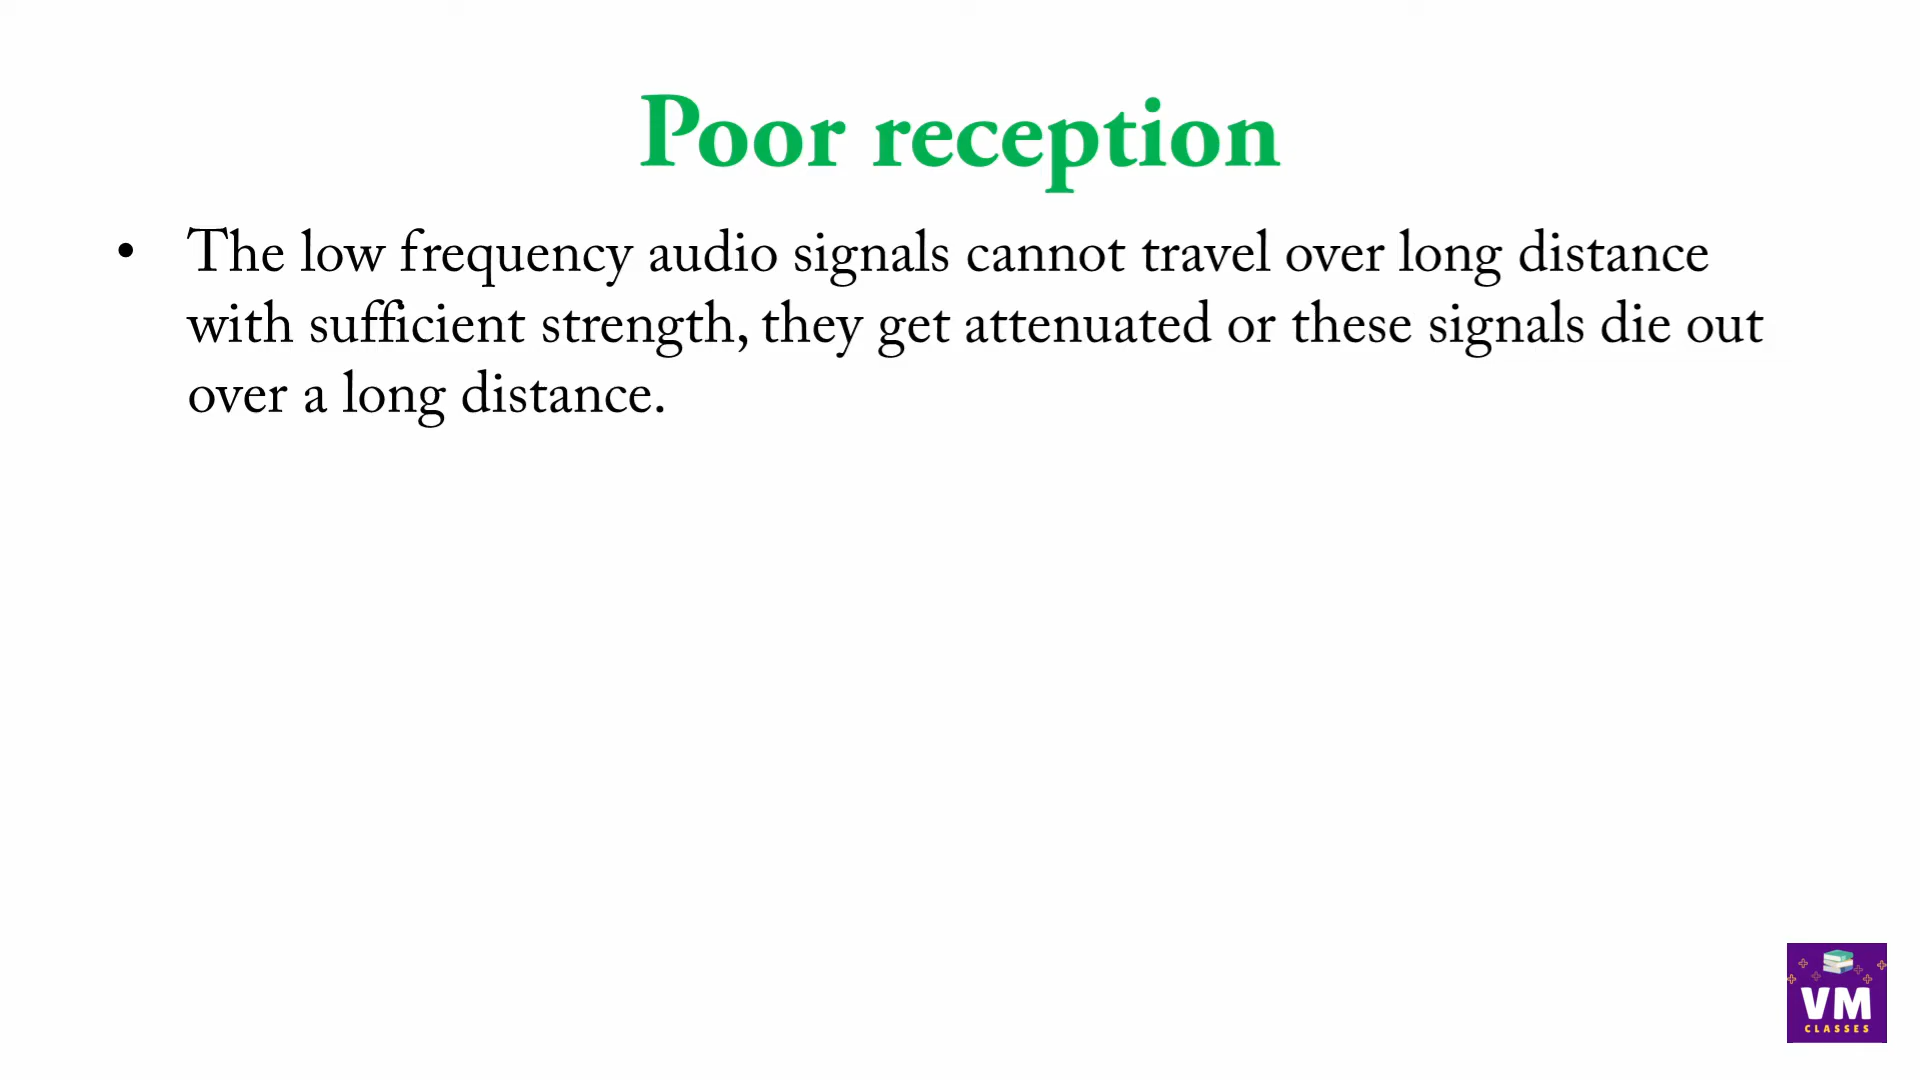 Poor reception
• The low frequency audio signals cannot travel over long distance
with sufficient strength, they get attenuated or these signals die out
over a long distance.
VM
CLASSES